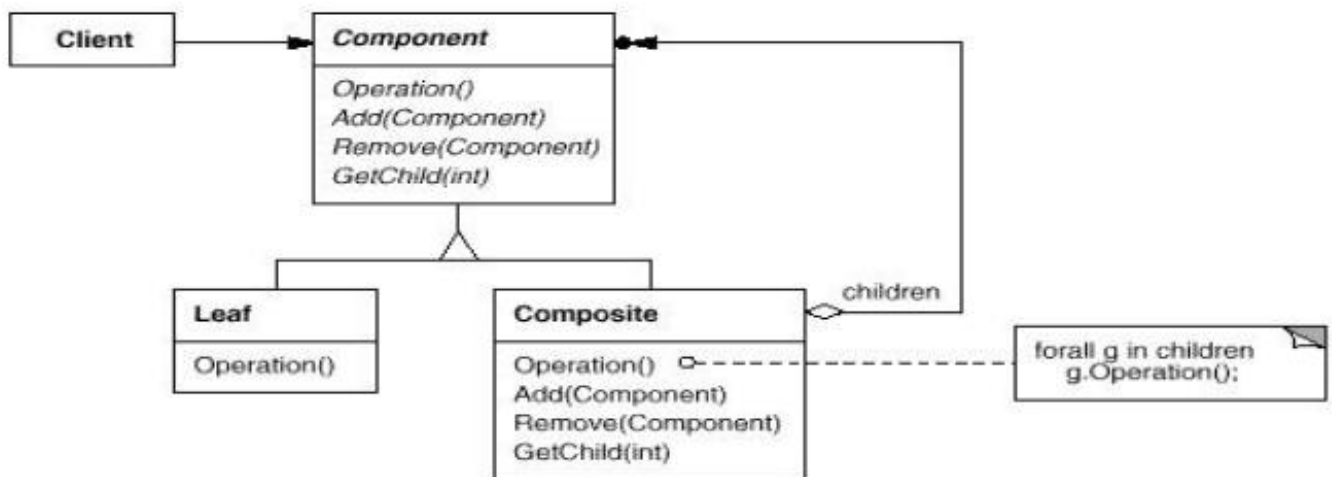 Client
Component
Operation()
Add(Component)
Remove(Component)
GetChild(int)
Leaf
Operation()
Composite
Operation()
Add(Component)
Remove(Component)
GetChild(int)
children
forall g in children
g.Operation();